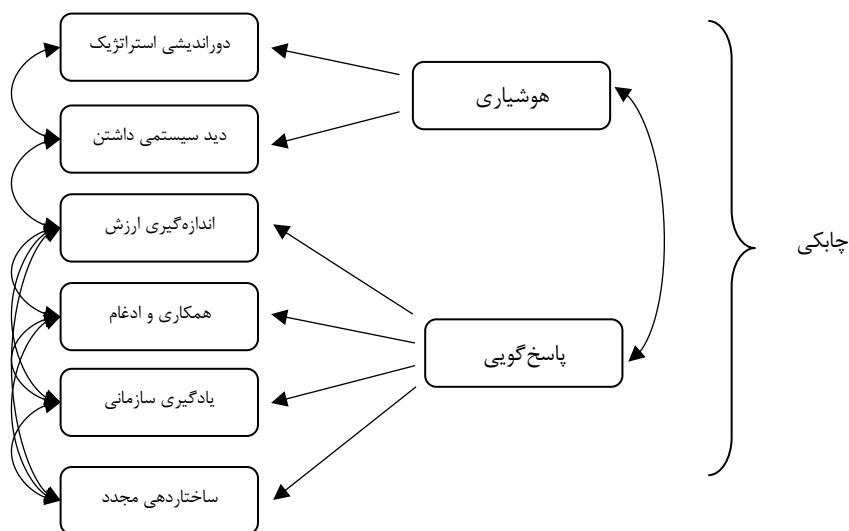 چابکی
هوشیاری
پاسخ‌گویی
دوراندیشی استراتژیک
دید سیستمی داشتن
اندازه‌گیری ارزش
همکاری و ادغام
یادگیری سازمانی
ساختاردهی مجدد